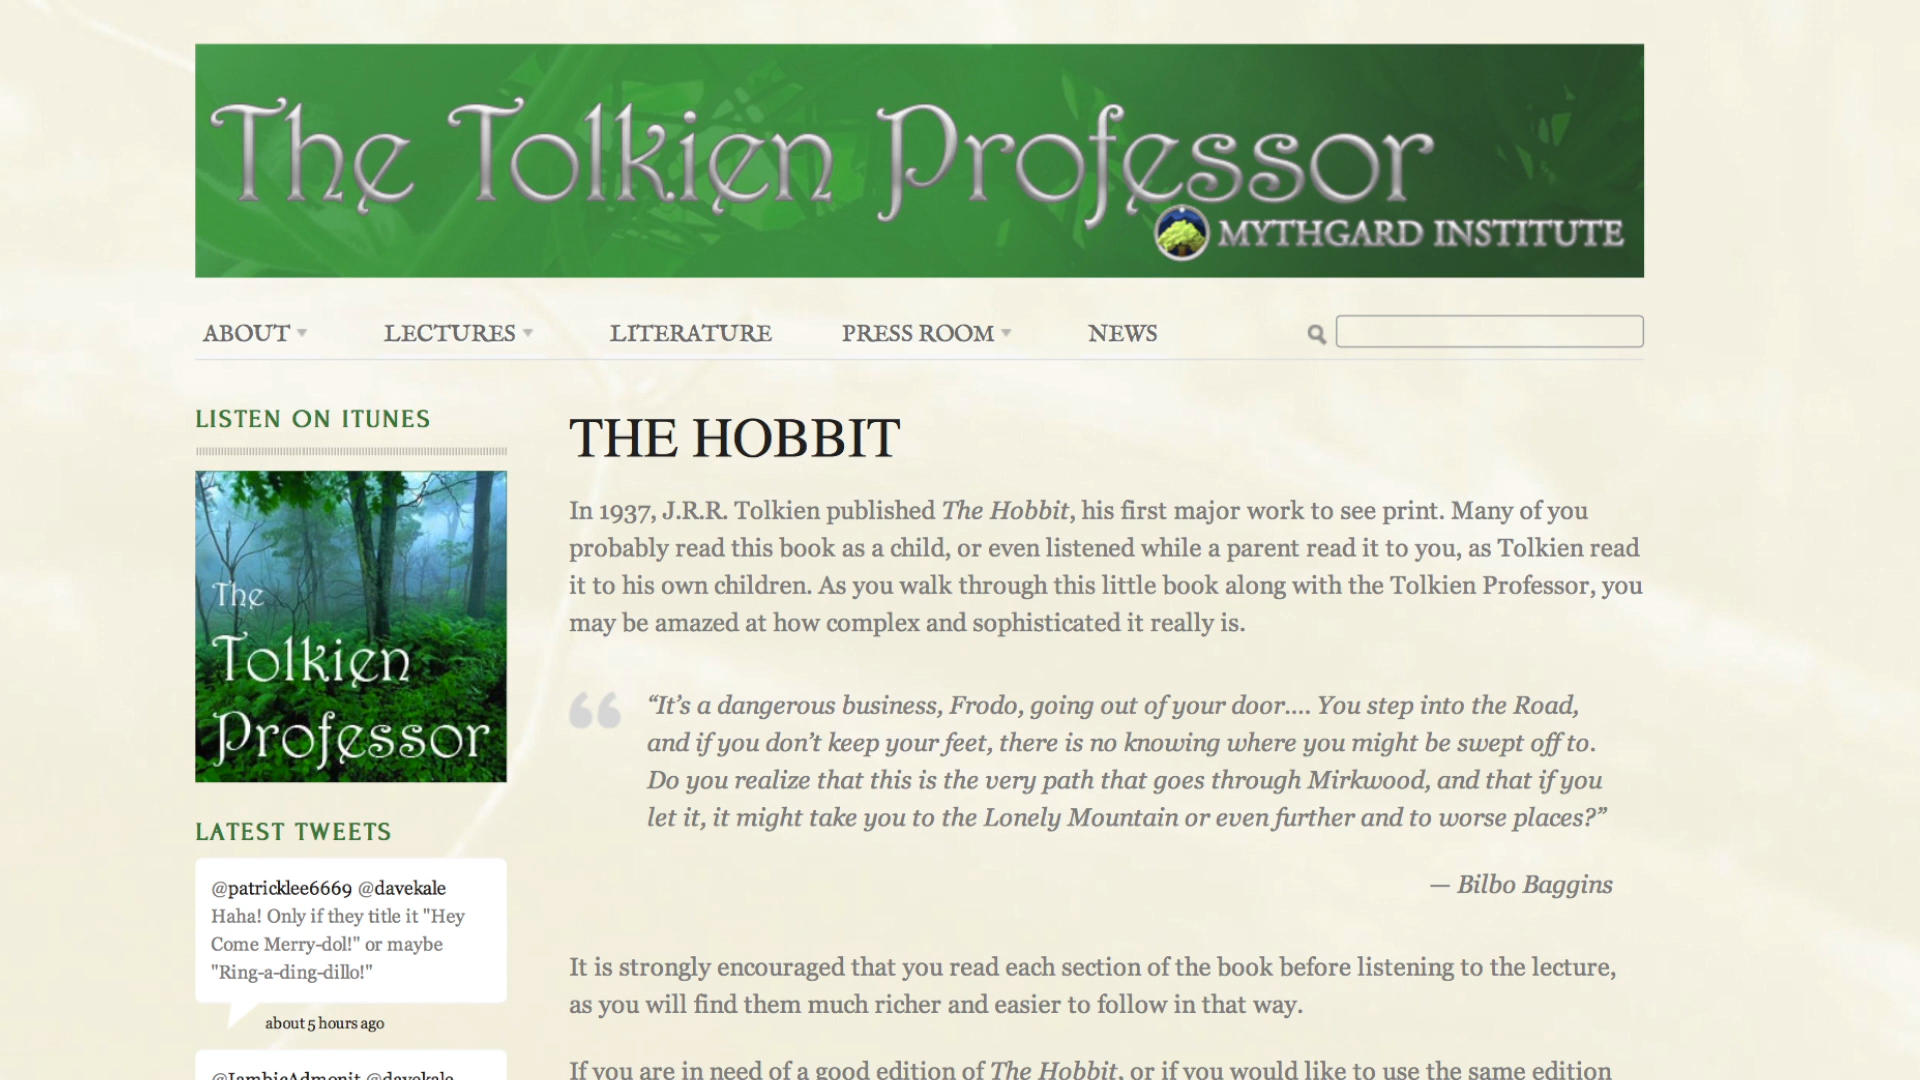 The Tolkien Professor
MYTHGARD INSTITUTE
ABOUT
LECTURES
LITERATURE
PRESS ROOM
NEWS
LISTEN ON ITUNES
The
Tolkien
Professor
LATEST TWEETS
@patricklee6669 @davekale
Haha! Only if they title it "Hey
Come Merry-dol!" or maybe
"Ring-a-ding-dillo!"
about 5 hours ago
@IambicAdmonit @davekale
THE HOBBIT
In 1937, J.R.R. Tolkien published The Hobbit, his first major work to see print. Many of you
probably read this book as a child, or even listened while a parent read it to you, as Tolkien read
it to his own children. As you walk through this little book along with the Tolkien Professor, you
may be amazed at how complex and sophisticated it really is.
“It’s a dangerous business, Frodo, going out of your door.... You step into the Road,
and if you don’t keep your feet, there is no knowing where you might be swept off to.
Do you realize that this is the very path that goes through Mirkwood, and that if you
let it, it might take you to the Lonely Mountain or even further and to worse places?”
— Bilbo Baggins
It is strongly encouraged that you read each section of the book before listening to the lecture,
as you will find them much richer and easier to follow in that way.
If you are in need of a good edition of The Hobbit, or if you would like to use the same edition